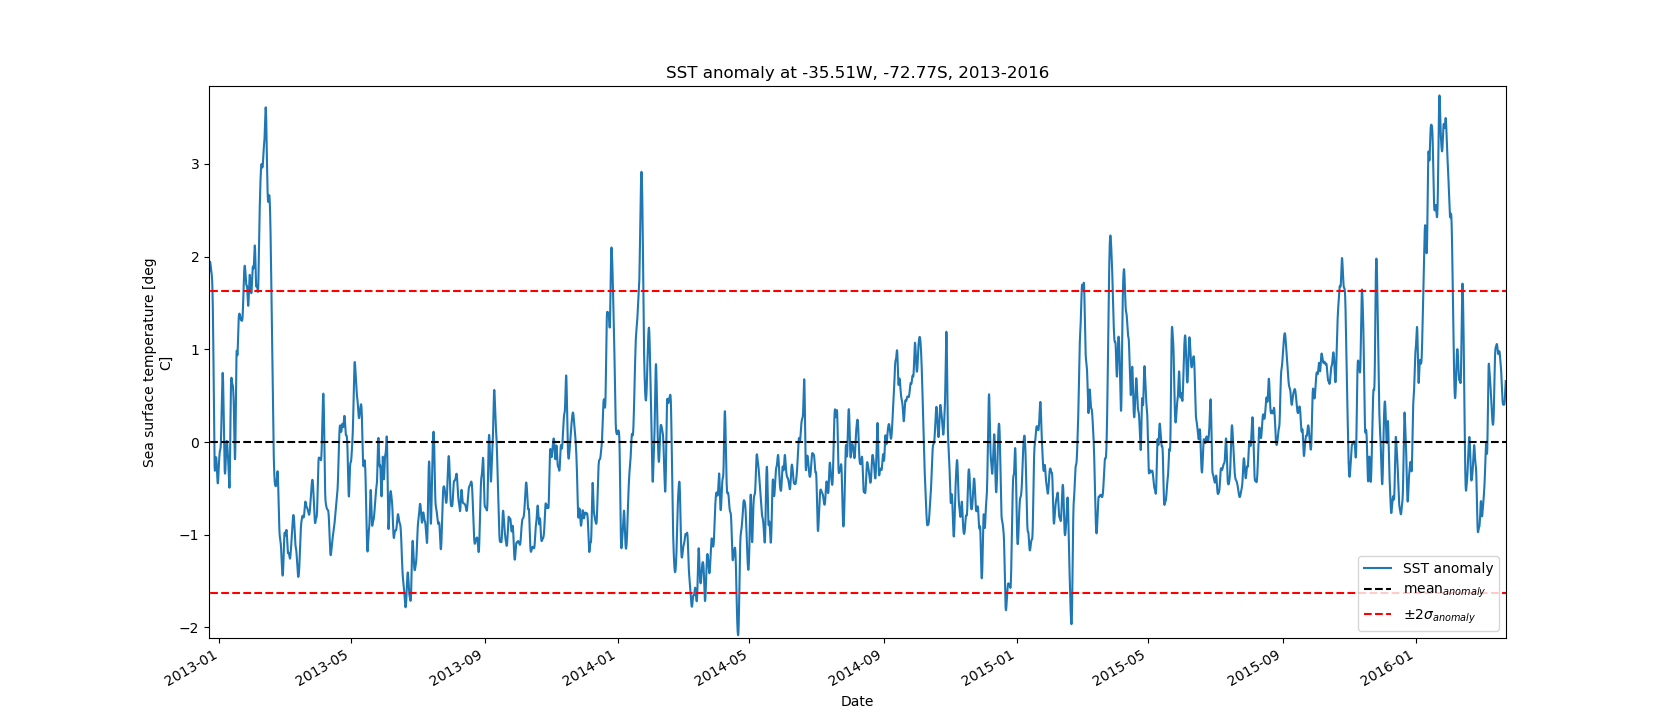 SST anomaly at -35.51W, -72.77S, 2013-2016
Sea surface temperature [deg
C]
3
2
1
0
−1
−2
2013-01
2013-05
2013-09
2014-01
2014-05
2014-09
2015-01
2015-05
2015-09
2016-01
Date
SST anomaly
mean_anomaly
±2σ_anomaly